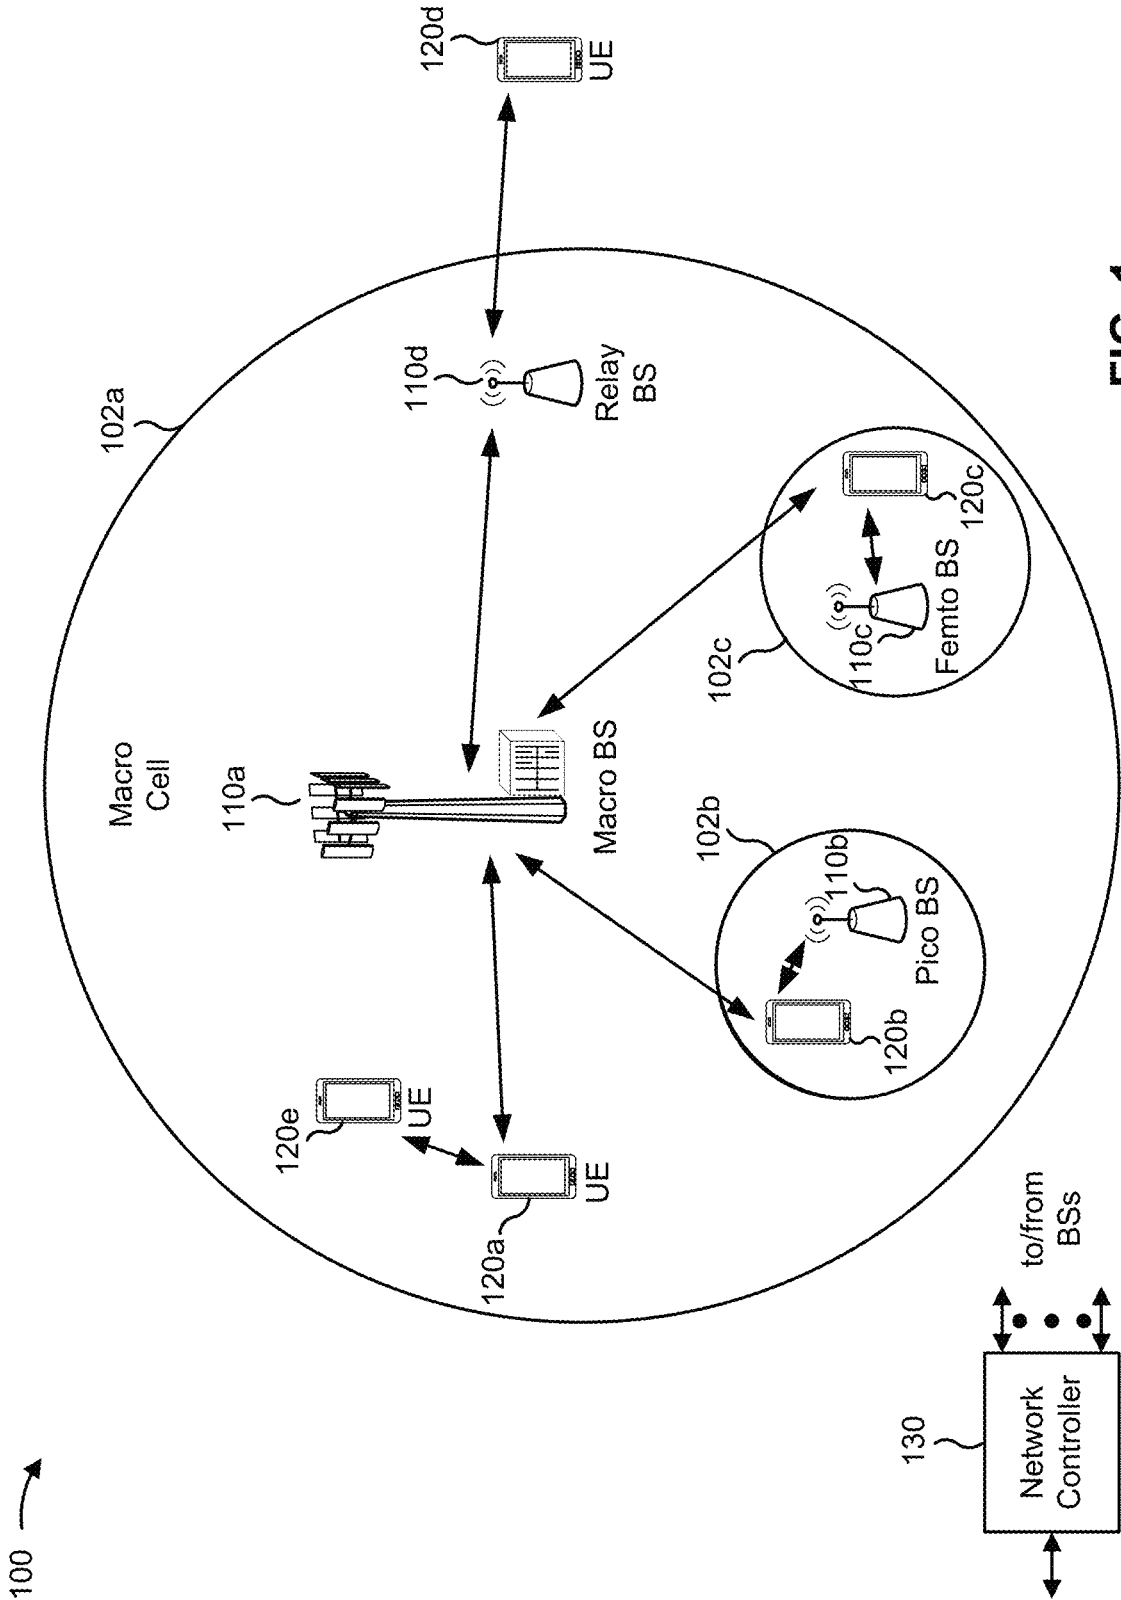 100
102a
Macro
Cell
110a
120d
UE
110d
Relay
BS
120e
UE
120a
UE
Macro BS
102b
110b
Pico BS
120b
102c
110c
Femto BS
120c
130
Network
Controller
to/from
BSs